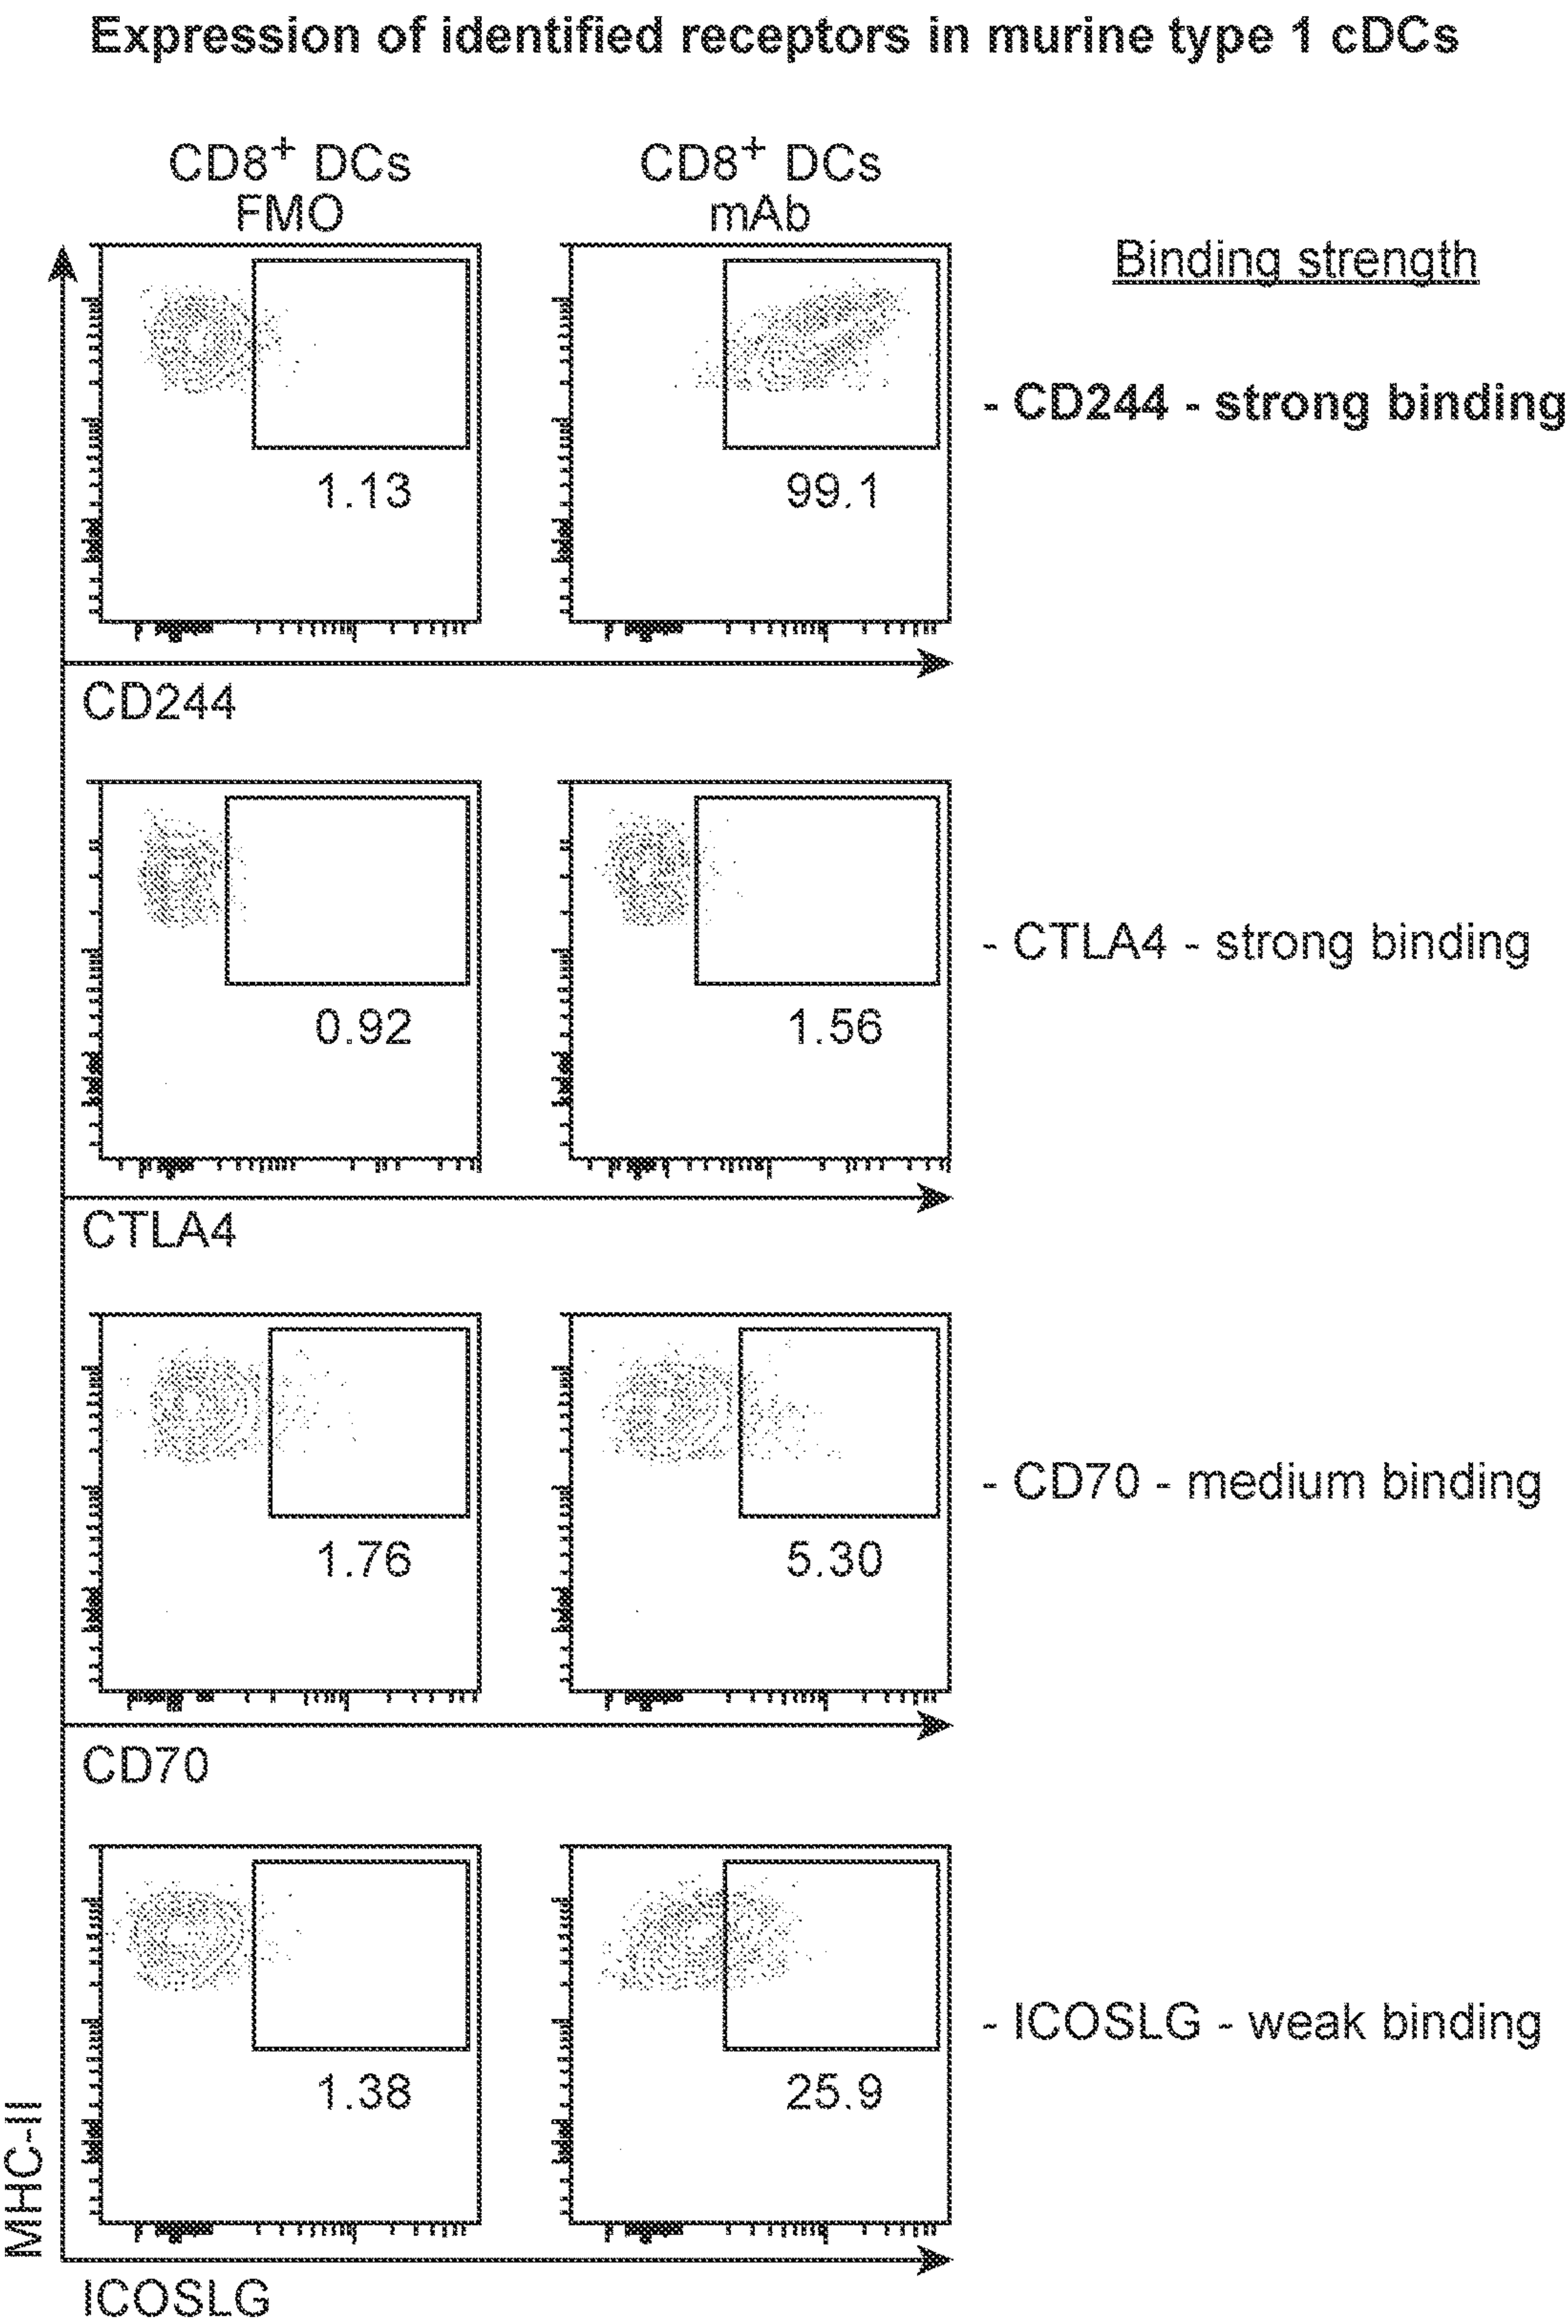 Expression of identified receptors in murine type 1 cDCs
CD8+ DCs
FMO
CD8+ DCs
mAb
Binding strength
- CD244 - strong binding
1.13
99.1
CD244
- CTLA4 - strong binding
0.92
1.56
CTLA4
- CD70 - medium binding
1.76
5.30
CD70
- ICOSLG - weak binding
1.38
25.9
MHC-II
ICOSLG